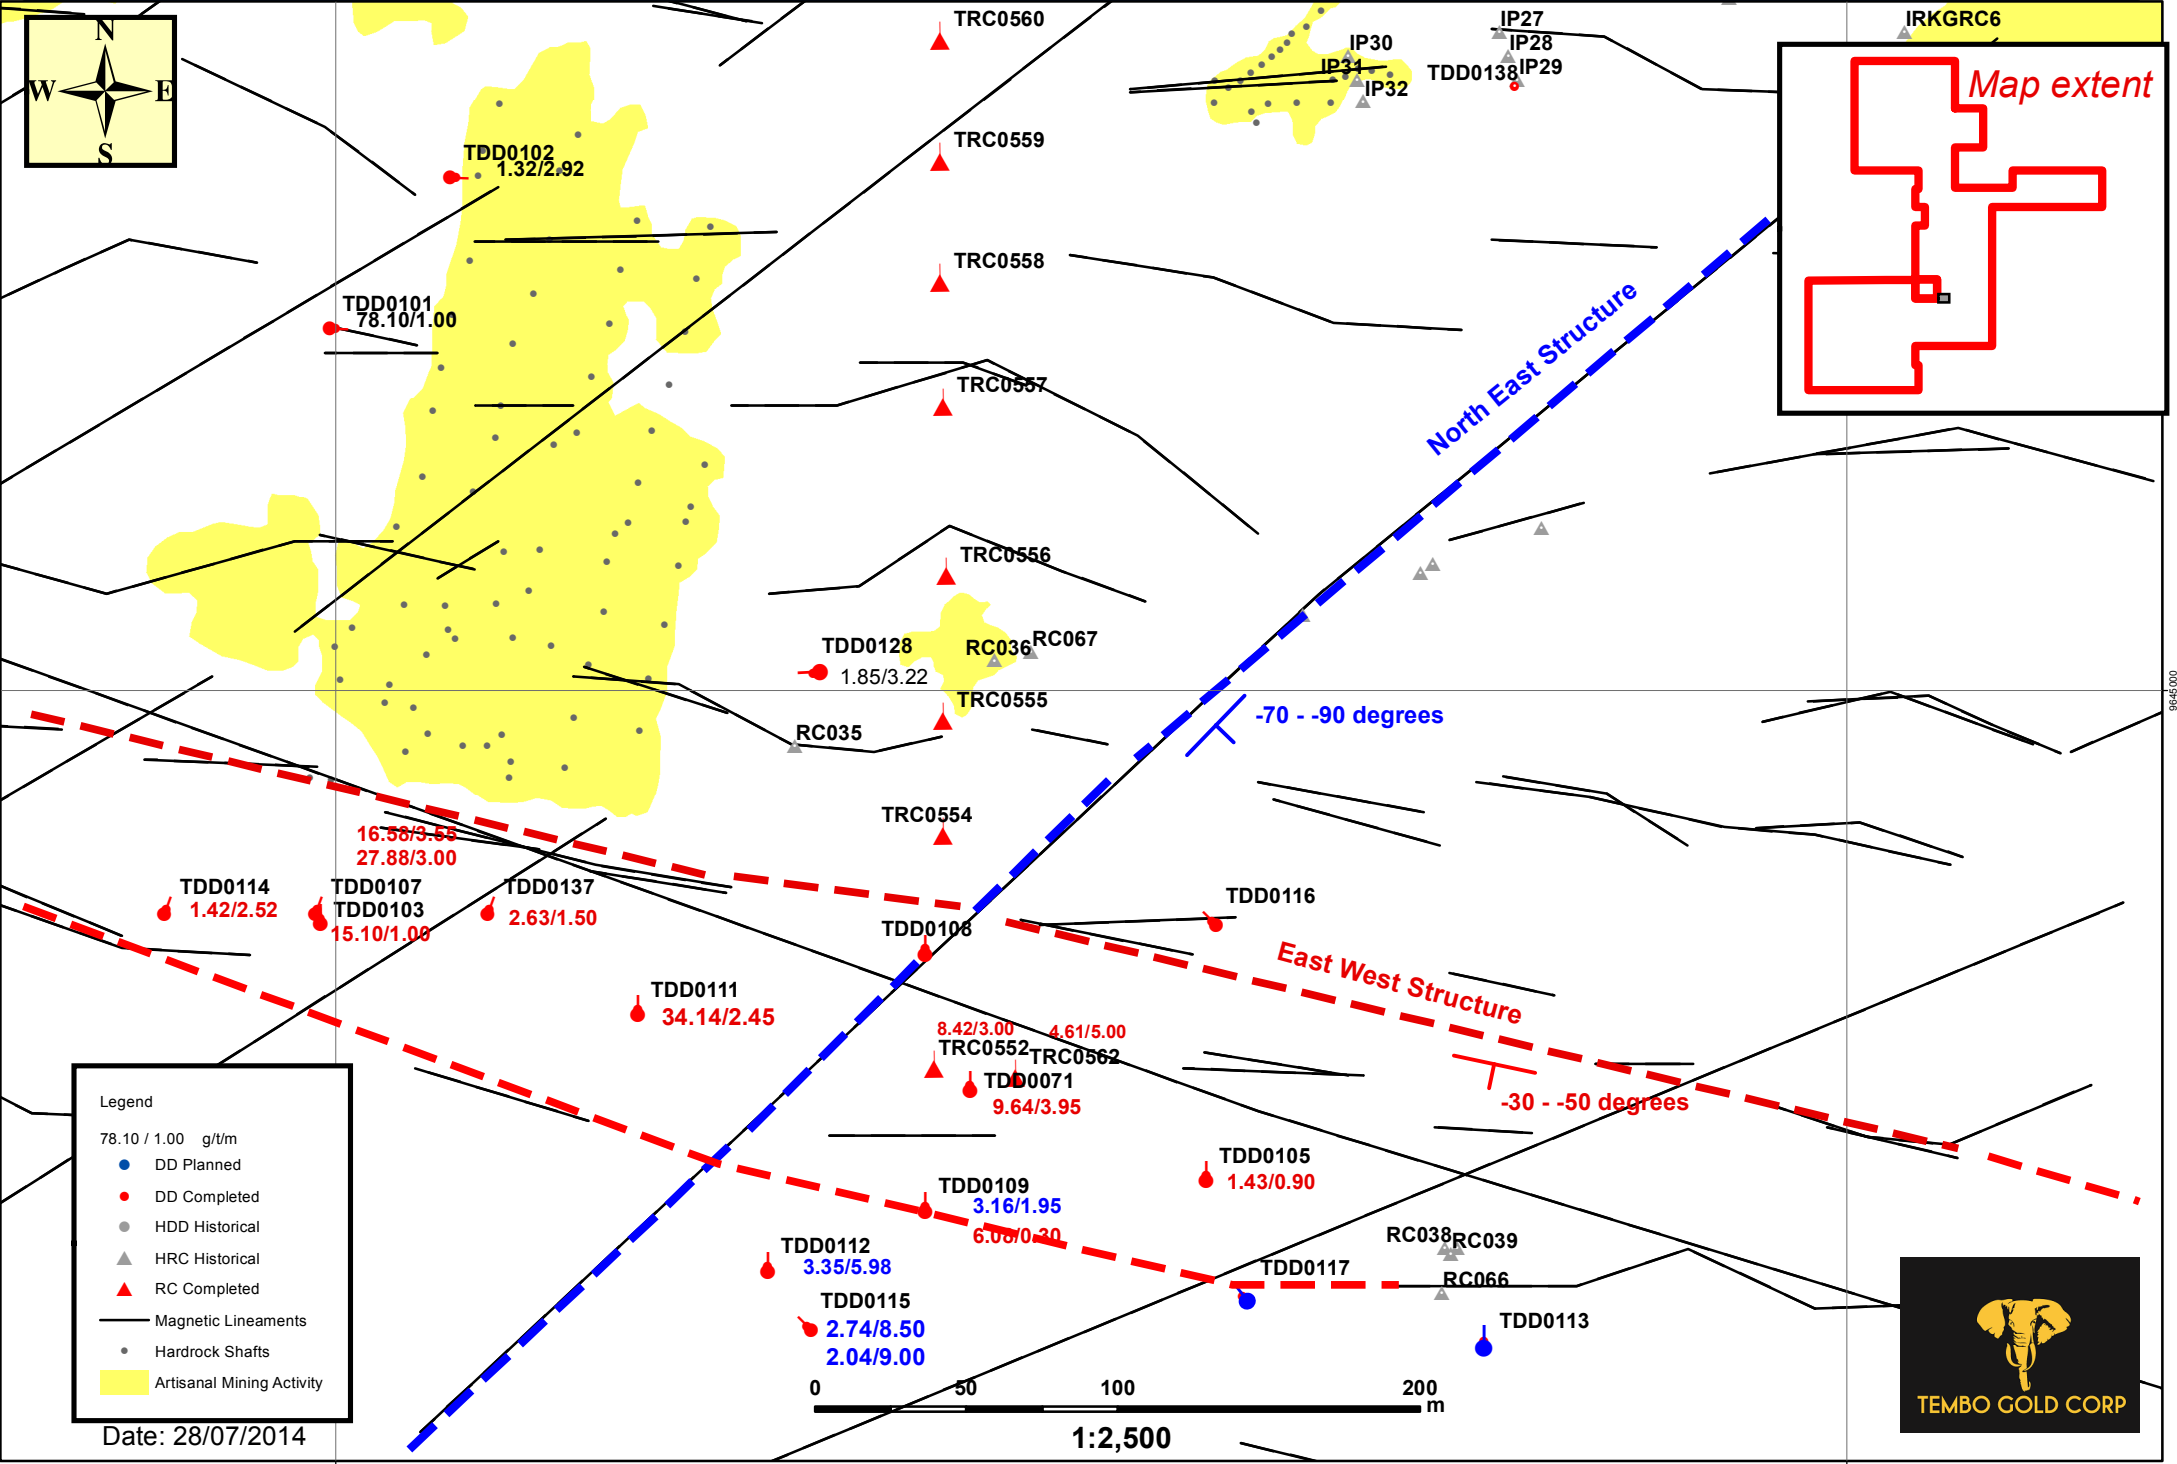 TRC0560
IP27
IRKGRC6
N
W E
S
IP30
IP28
IP31
TDD0138
IP29
IP32
Map extent
TRC0559
TDD0102
1.32/2.92
TRC0558
TDD0101
78.10/1.00
North East Structure
TRC0557
TRC0556
TDD0128
1.85/3.22
RC036
RC067
TRC0555
9645000
-70 - -90 degrees
RC035
TRC0554
16.58/3.55
27.88/3.00
TDD0114
1.42/2.52
TDD0107
TDD0103
15.10/1.00
TDD0137
2.63/1.50
TDD0108
TDD0116
East West Structure
TDD0111
34.14/2.45
8.42/3.00
4.61/5.00
TRC0552
TRC0562
TDD0071
9.64/3.95
-30 - -50 degrees
TDD0105
1.43/0.90
TDD0109
3.16/1.95
6.08/0.30
TDD0112
3.35/5.98
TDD0115
2.74/8.50
2.04/9.00
TDD0117
RC038
RC039
RC066
TDD0113
Legend
78.10 / 1.00 g/t/m
DD Planned
DD Completed
HDD Historical
HRC Historical
RC Completed
Magnetic Lineaments
Hardrock Shafts
Artisanal Mining Activity
Date: 28/07/2014
0 50 100 200
m
1:2,500
TEMBO GOLD CORP